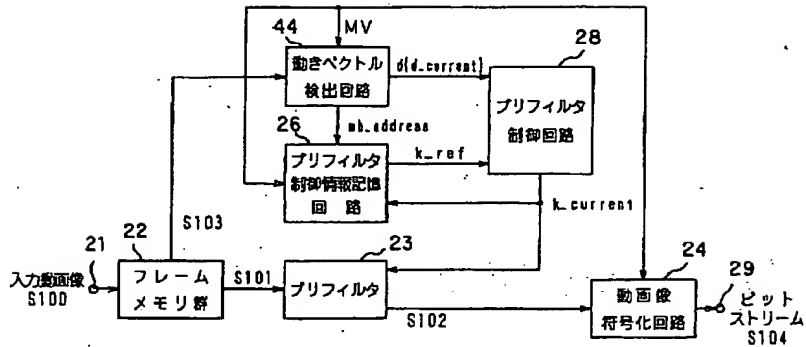 44
MV
28
動きベクトル
検出回路
d(d_current)
プリフィルタ
制御回路
mb_address
26
プリフィルタ
制御情報記憶
回路
k_ref
k_current
S103
22
23
24
29
21
入力動画像
S100
フレーム
メモリ群
S101
プリフィルタ
S102
動画像
符号化回路
ビット
ストリーム
S104